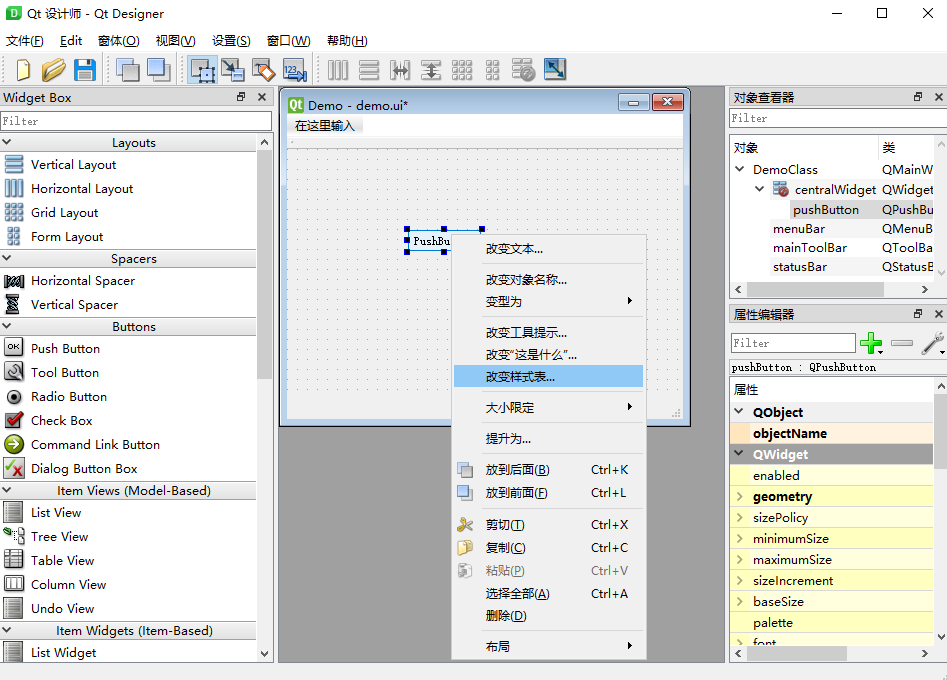 Qt 设计师 - Qt Designer
文件(F) Edit 窗体(O) 视图(V) 设置(S) 窗口(W) 帮助(H)
Widget Box
Filter
Layouts
Vertical Layout
Horizontal Layout
Grid Layout
Form Layout
Spacers
Horizontal Spacer
Vertical Spacer
Buttons
OK Push Button
Tool Button
Radio Button
Check Box
Command Link Button
Dialog Button Box
Item Views (Model-Based)
List View
Tree View
Table View
Column View
Undo View
Item Widgets (Item-Based)
List Widget
Qt Demo - demo.ui*
在这里输入
PushBu
改变文本...
改变对象名称...
变型为
改变工具提示...
改变“这是什么”...
改变样式表...
大小限定
提升为...
放到后面(B) Ctrl+K
放到前面(F) Ctrl+L
剪切(T) Ctrl+X
复制(C) Ctrl+C
粘贴(P) Ctrl+V
选择全部(A) Ctrl+A
删除(D)
布局
对象查看器
Filter
对象 类
DemoClass QMainW
centralWidget QWidget
pushButton QPushBu
menuBar QMenuB
mainToolBar QToolBa
statusBar QStatusB
属性编辑器
Filter
pushButton : QPushButton
属性
QObject
objectName
QWidget
enabled
geometry
sizePolicy
minimumSize
maximumSize
sizeIncrement
baseSize
palette
font